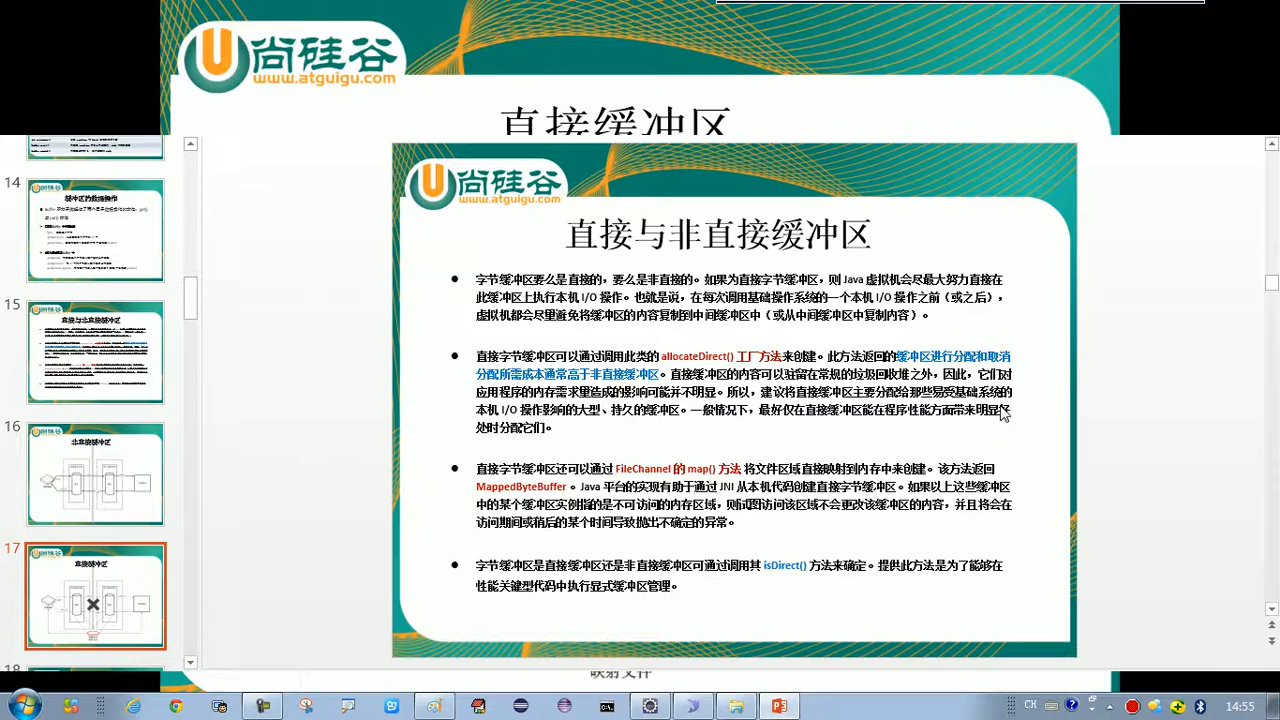 尚硅谷
www.atguigu.com
直接缓冲区
14
缓冲区的数据操作
15
直接与非直接缓冲区
16
非直接缓冲区
17
直接缓冲区
18
尚硅谷
www.atguigu.com
直接与非直接缓冲区
字节缓冲区要么是直接的，要么是非直接的。如果为直接字节缓冲区，则 Java 虚拟机会尽最大努力直接在
此缓冲区上执行本机 I/O 操作。也就是说，在每次调用基础操作系统的一个本机 I/O 操作之前（或之后），
虚拟机都会尽量避免将缓冲区的内容复制到中间缓冲区中（或从中间缓冲区中复制内容）。
直接字节缓冲区可以通过调用此类的 allocateDirect() 工厂方法来创建。此方法返回的缓冲区进行分配和取消
分配所需成本通常高于非直接缓冲区。直接缓冲区的内容可以驻留在常规的垃圾回收堆之外，因此，它们对
应用程序的内存需求量造成的影响可能并不明显。所以，建议将直接缓冲区主要分配给那些易受基础系统的
本机 I/O 操作影响的大型、持久的缓冲区。一般情况下，最好仅在直接缓冲区能在程序性能方面带来明显好
处时分配它们。
直接字节缓冲区还可以通过 FileChannel 的 map() 方法 将文件区域直接映射到内存中来创建。该方法返回
MappedByteBuffer 。Java 平台的实现有助于通过 JNI 从本机代码创建直接字节缓冲区。如果以上这些缓冲区
中的某个缓冲区实例指的是不可访问的内存区域，则试图访问该区域不会更改该缓冲区的内容，并且将会在
访问期间或稍后的某个时间导致抛出不确定的异常。
字节缓冲区是直接缓冲区还是非直接缓冲区可通过调用其 isDirect() 方法来确定。提供此方法是为了能够在
性能关键型代码中执行显式缓冲区管理。
映射文件
CH
14:55